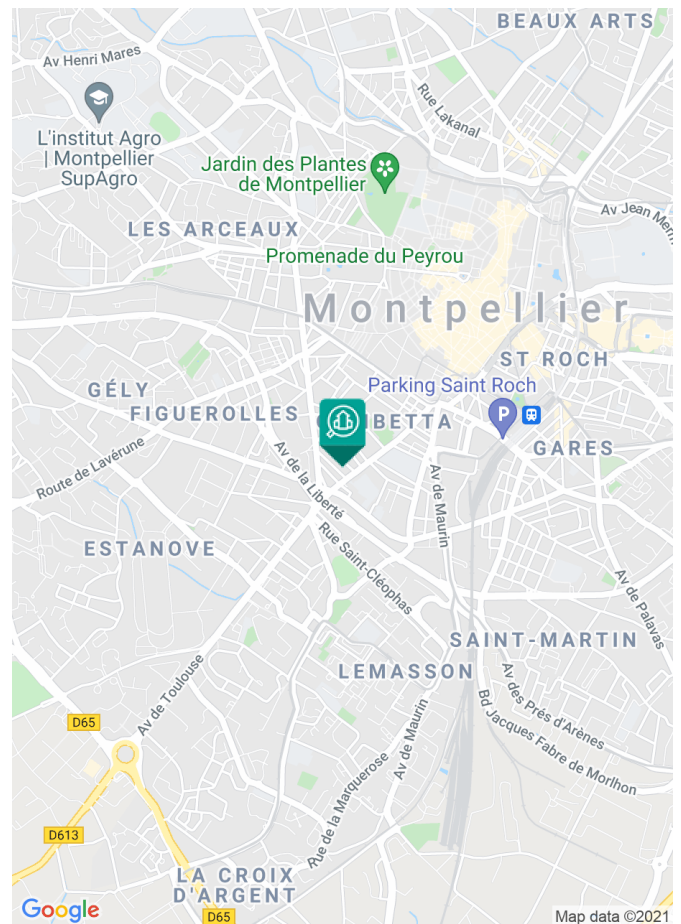 BEAUX ARTS
Av Henri Mares
Rue Lakanal
L'institut Agro
| Montpellier
SupAgro
Jardin des Plantes
de Montpellier
Av Jean Merm
LES ARCEAUX
Promenade du Peyrou
Montpellier
ST ROCH
Parking Saint Roch
P
GÉLY
FIGUEROLLES
BETTA
GARES
Route de Lavérune
Av de la Liberté
Av de Maurin
Rue Saint-Cléophas
ESTANOVE
Av de Palavas
SAINT-MARTIN
LEMASSON
Av de Toulouse
Av des Prés d'Arènes
D65
Av de Maurin
Bd Jacques Fabre de Morlhon
Rue de la Marquerose
D613
LA CROIX
D'ARGENT
Google
D65
Map data ©2021